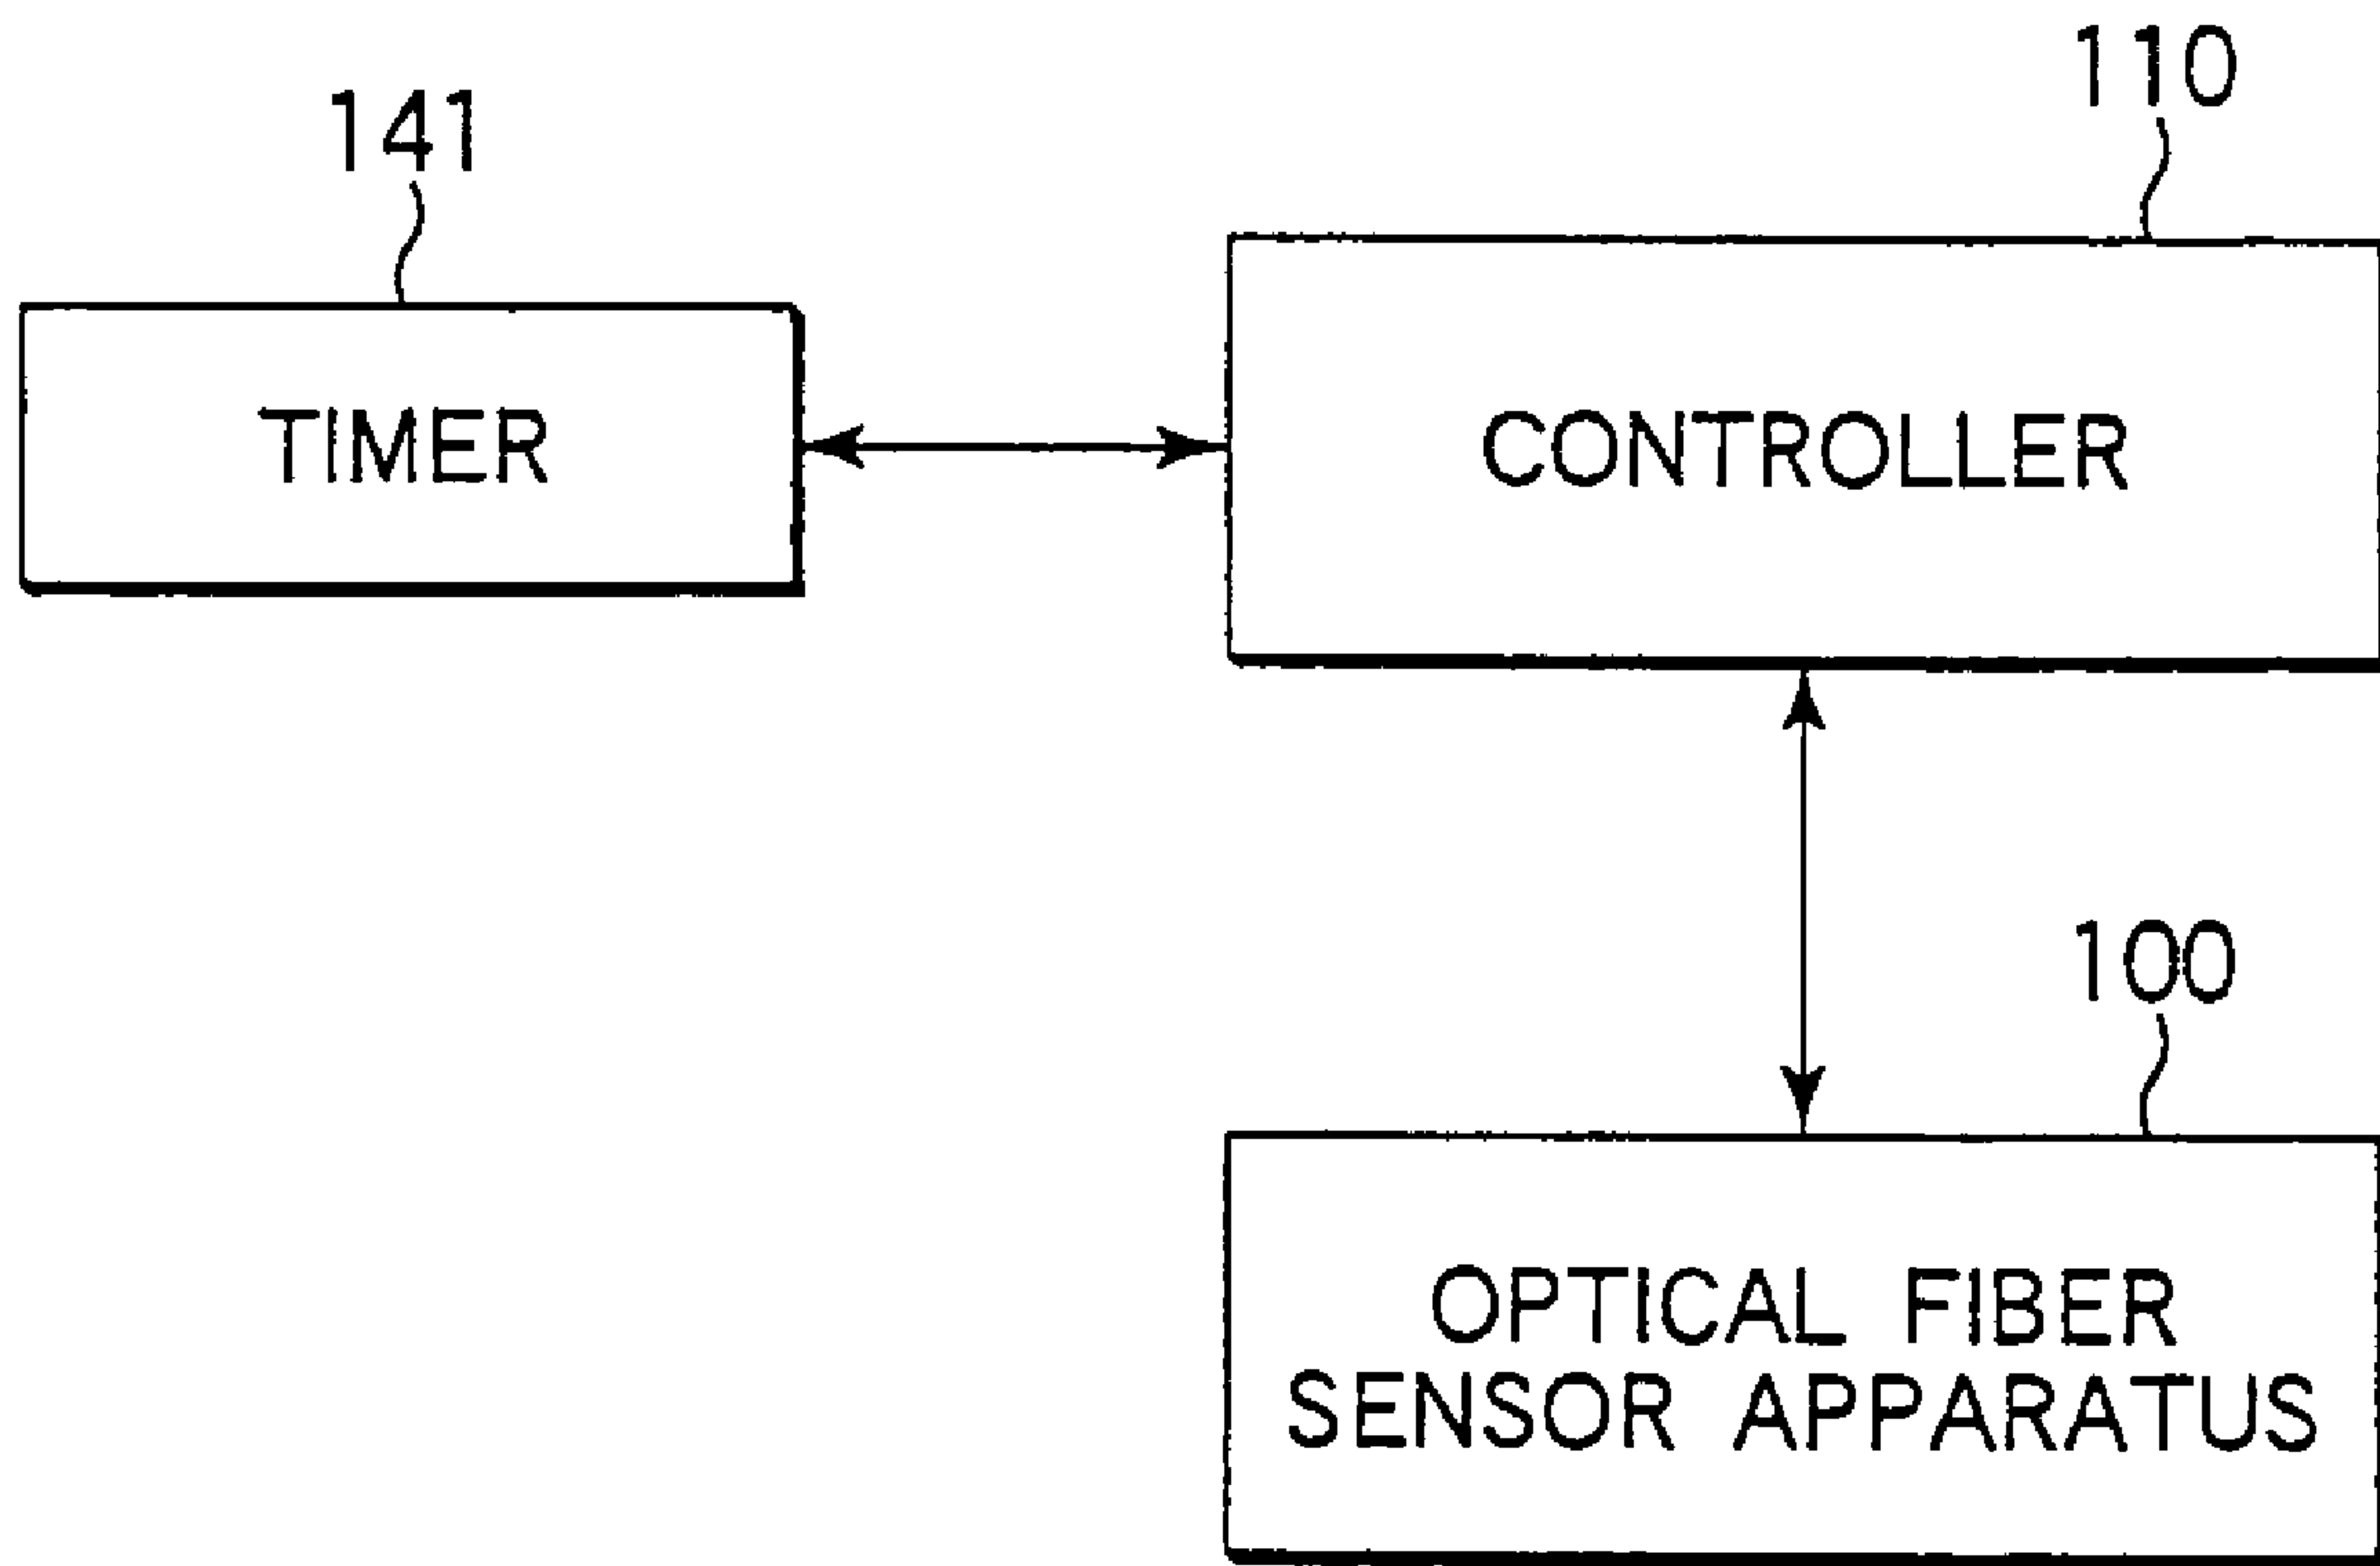 110
141
TIMER
CONTROLLER
100
OPTICAL FIBER
SENSOR APPARATUS